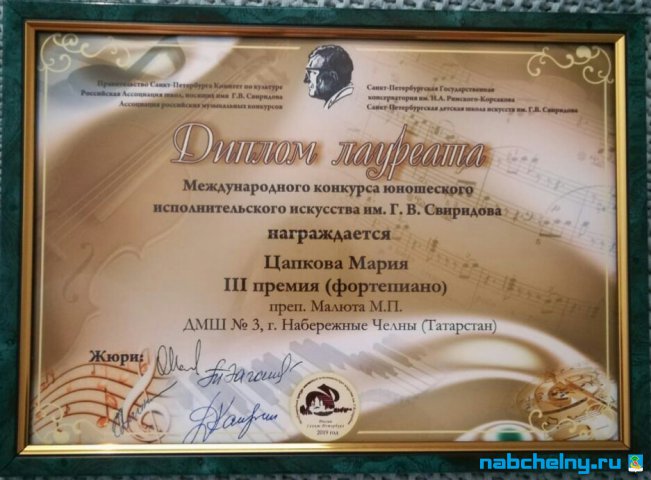 Правительство Санкт-Петербурга Комитет по культуре
Российская Ассоциация школ, носящих имя Г.В. Свиридова
Ассоциация российских музыкальных конкурсов
Санкт-Петербургская Государственная
консерватория им. Н.А. Римского-Корсакова
Санкт-Петербургская детская школа искусств им. Г.В. Свиридова
Диплом лауреата
Международного конкурса юношеского
исполнительского искусства им. Г. В. Свиридова
награждается
Цапкова Мария
III премия (фортепиано)
преп. Малюта М.П.
ДМШ № 3, г. Набережные Челны (Татарстан)
Жюри:
Россия
Санкт-Петербург
2019 год
nabchelny.ru